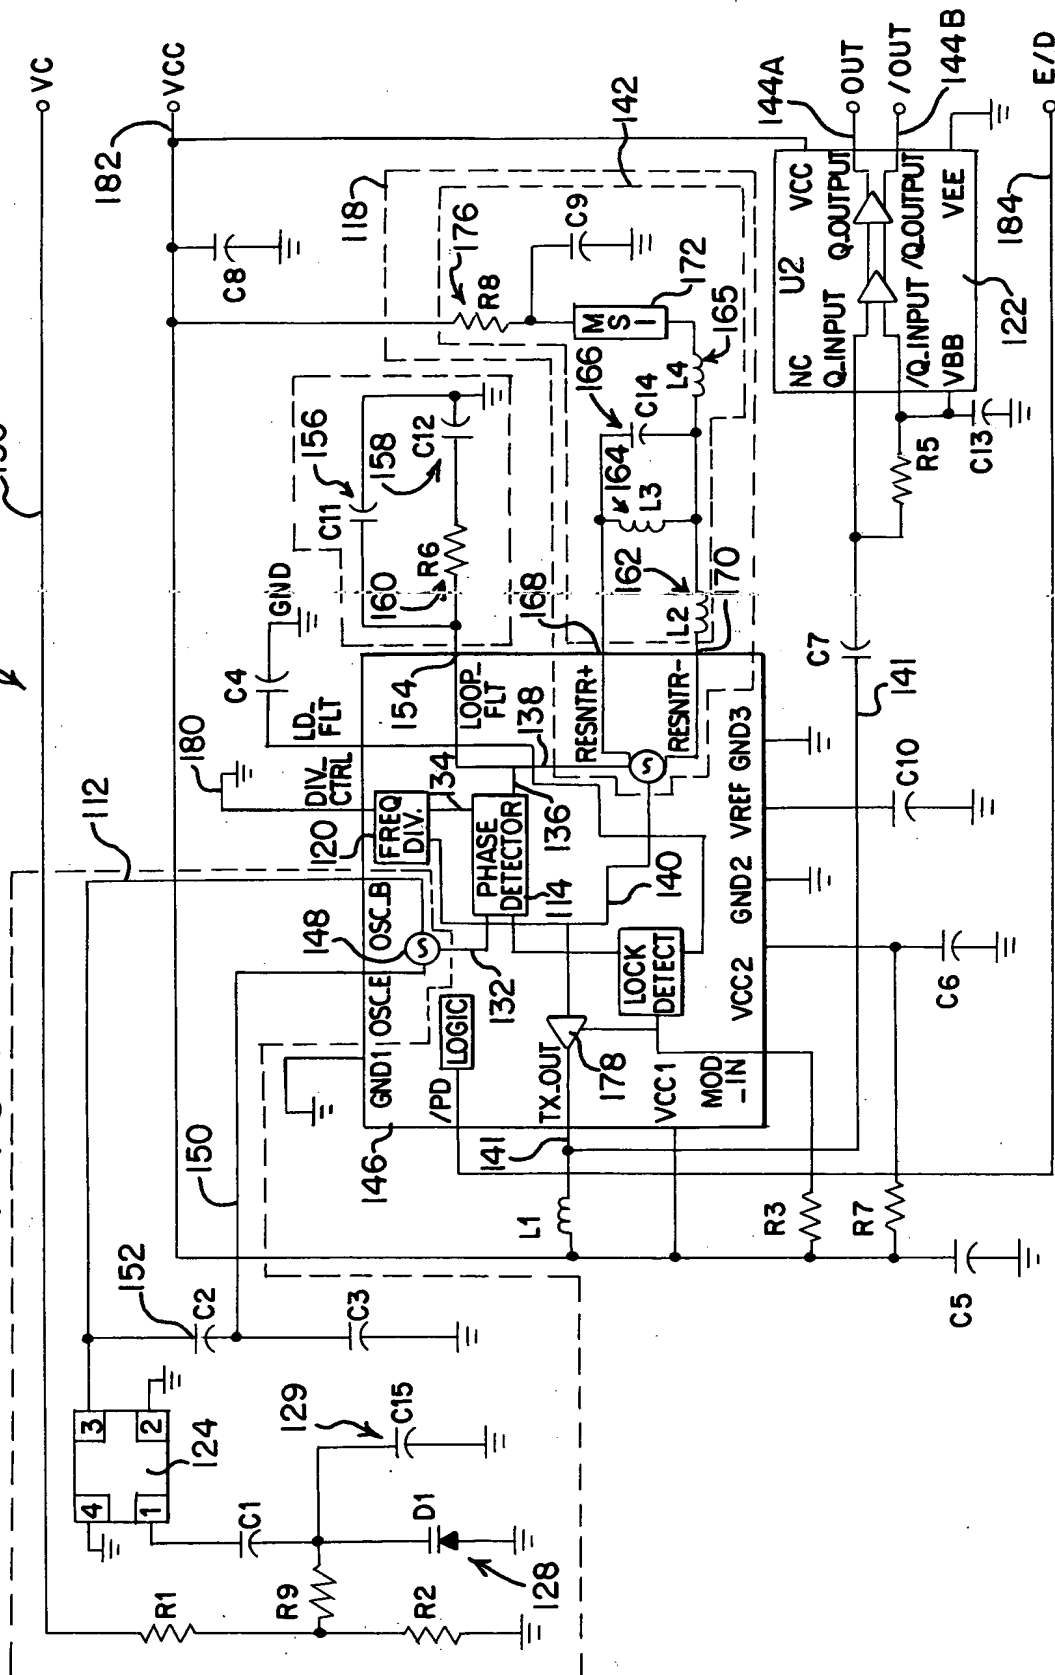 VC
VCC
182
C8
118
142
176
R8
C9
172
M
S
I
165
L4
166
C14
164
L3
162
L2
170
168
156
C11
158
C12
160
R6
154
GND
C4
LD_
FLT
LOOP_
FLT
180
DIV_
CTRL
120
FREQ
DIV.
134
138
136
PHASE
DETECTOR
114
140
112
148
OSC_B
OSC_E
GND1
132
RESNTR+
RESNTR-
LOGIC
/PD
146
LOCK
DETECT
178
TX_OUT
141
VCC1
MOD
_IN
VCC2
GND2
VREF
GND3
150
152
C2
C3
3
2
4
1
124
129
C15
C1
D1
128
R1
R9
R2
L1
R3
R7
C5
C6
C10
C7
141
R5
C13
144A
OUT
/OUT
144B
E/D
184
122
NC
U2
VCC
Q_INPUT
Q_OUTPUT
/Q_INPUT
/Q_OUTPUT
VBB
VEE